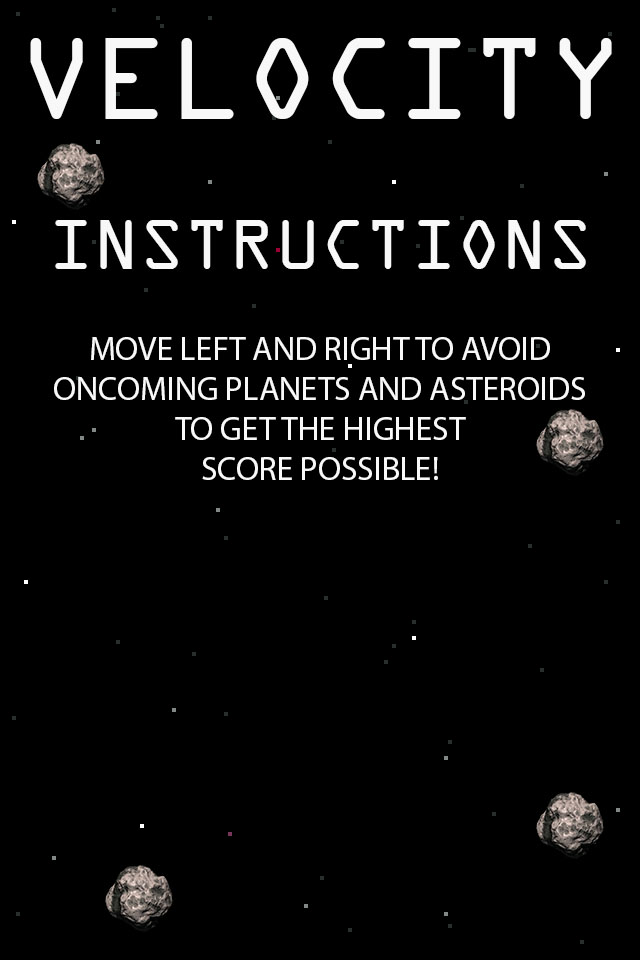 VELOCITY
INSTRUCTIONS
MOVE LEFT AND RIGHT TO AVOID
ONCOMING PLANETS AND ASTEROIDS
TO GET THE HIGHEST
SCORE POSSIBLE!